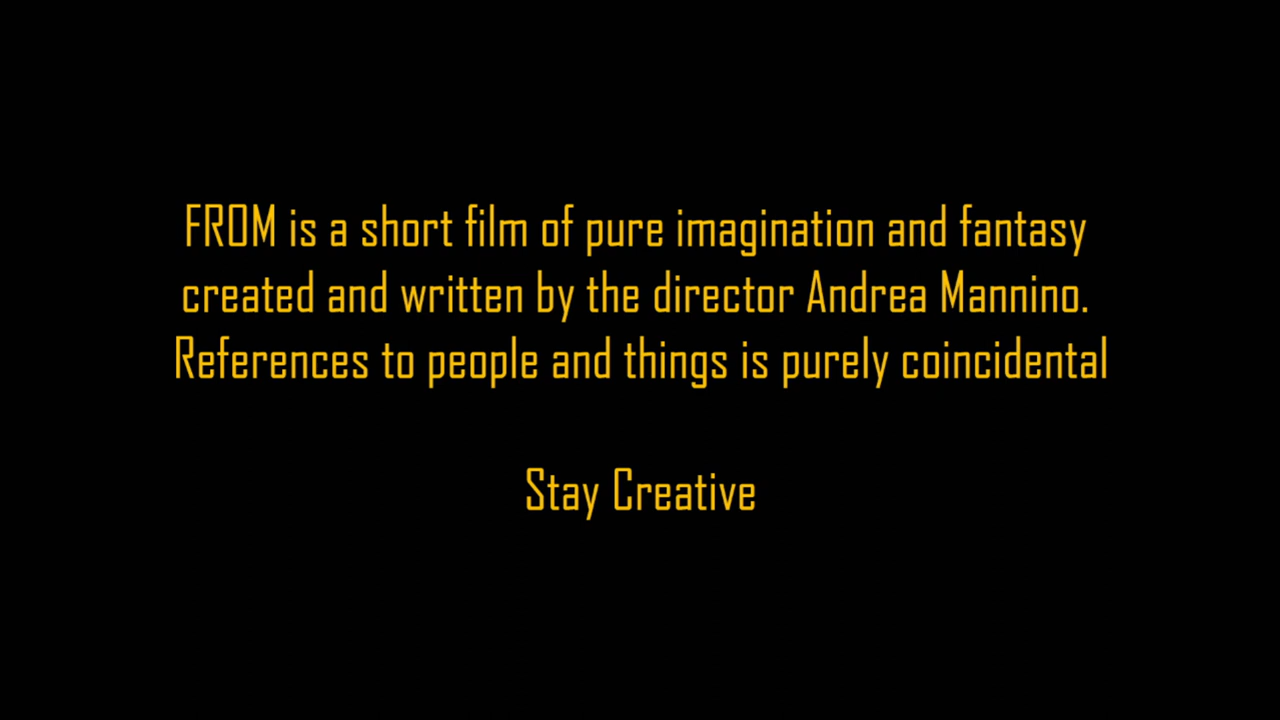 FROM is a short film of pure imagination and fantasy
created and written by the director Andrea Mannino.
References to people and things is purely coincidental
Stay Creative